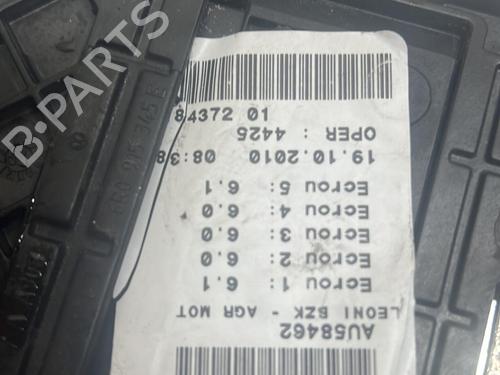 AU58462
LEONI BZK - AGR MOT
Ecrou 1: 6.1
Ecrou 2: 6.0
Ecrou 3: 6.0
Ecrou 4: 6.0
Ecrou 5: 6.1
19.10.2010 08:38
OPER : 4425
84372 01
B-PARTS